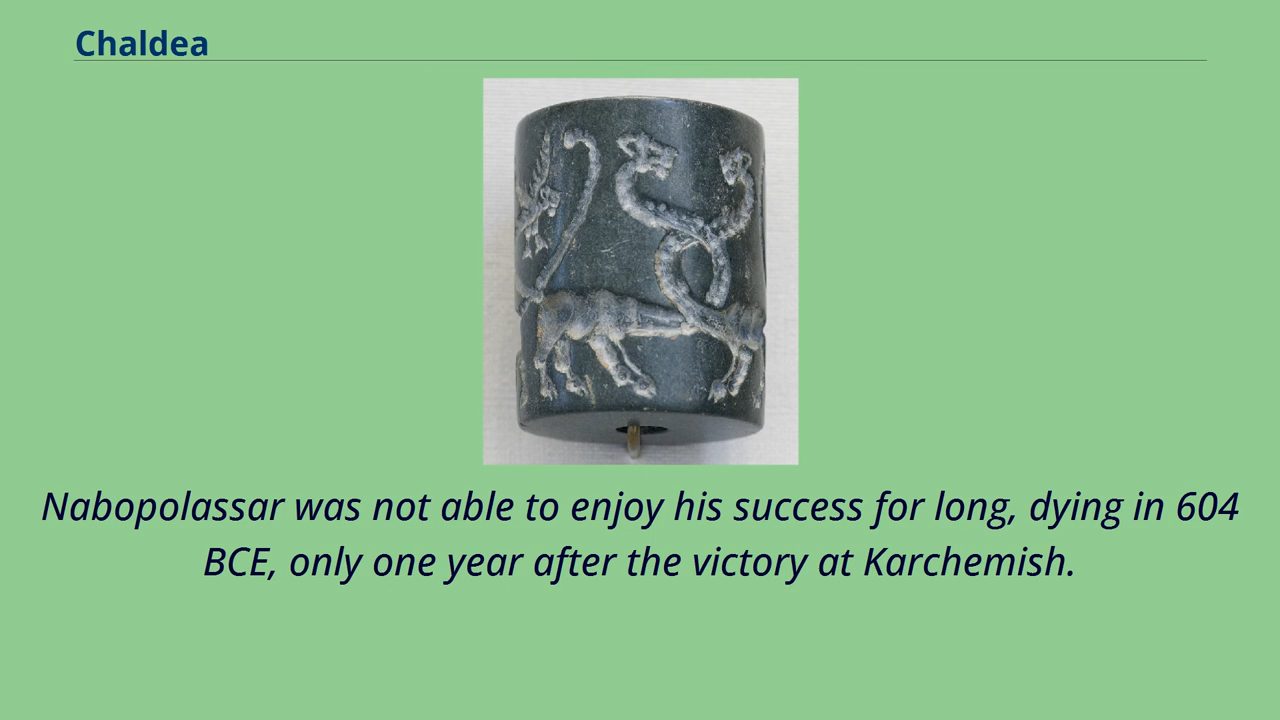 Chaldea
Nabopolassar was not able to enjoy his success for long, dying in 604
BCE, only one year after the victory at Karchemish.